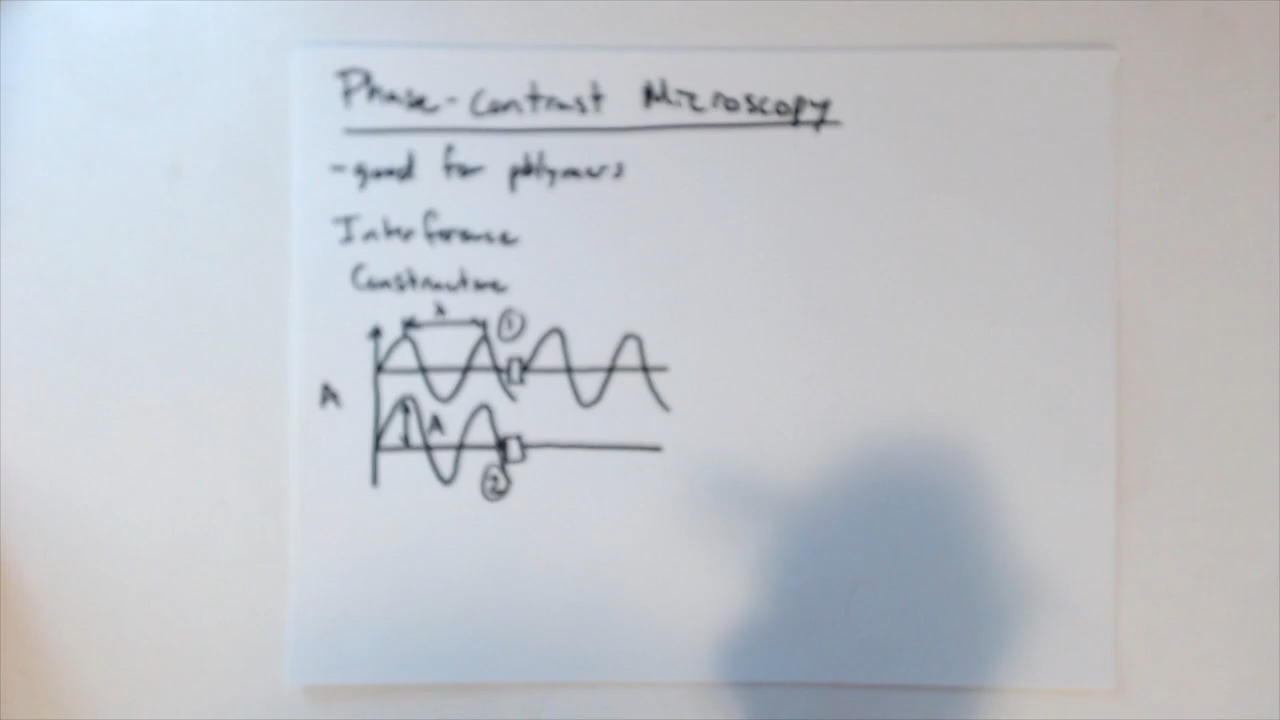 Phase-Contrast Microscopy
- good for polymers
Interference
Constructive
λ
①
A
A
②